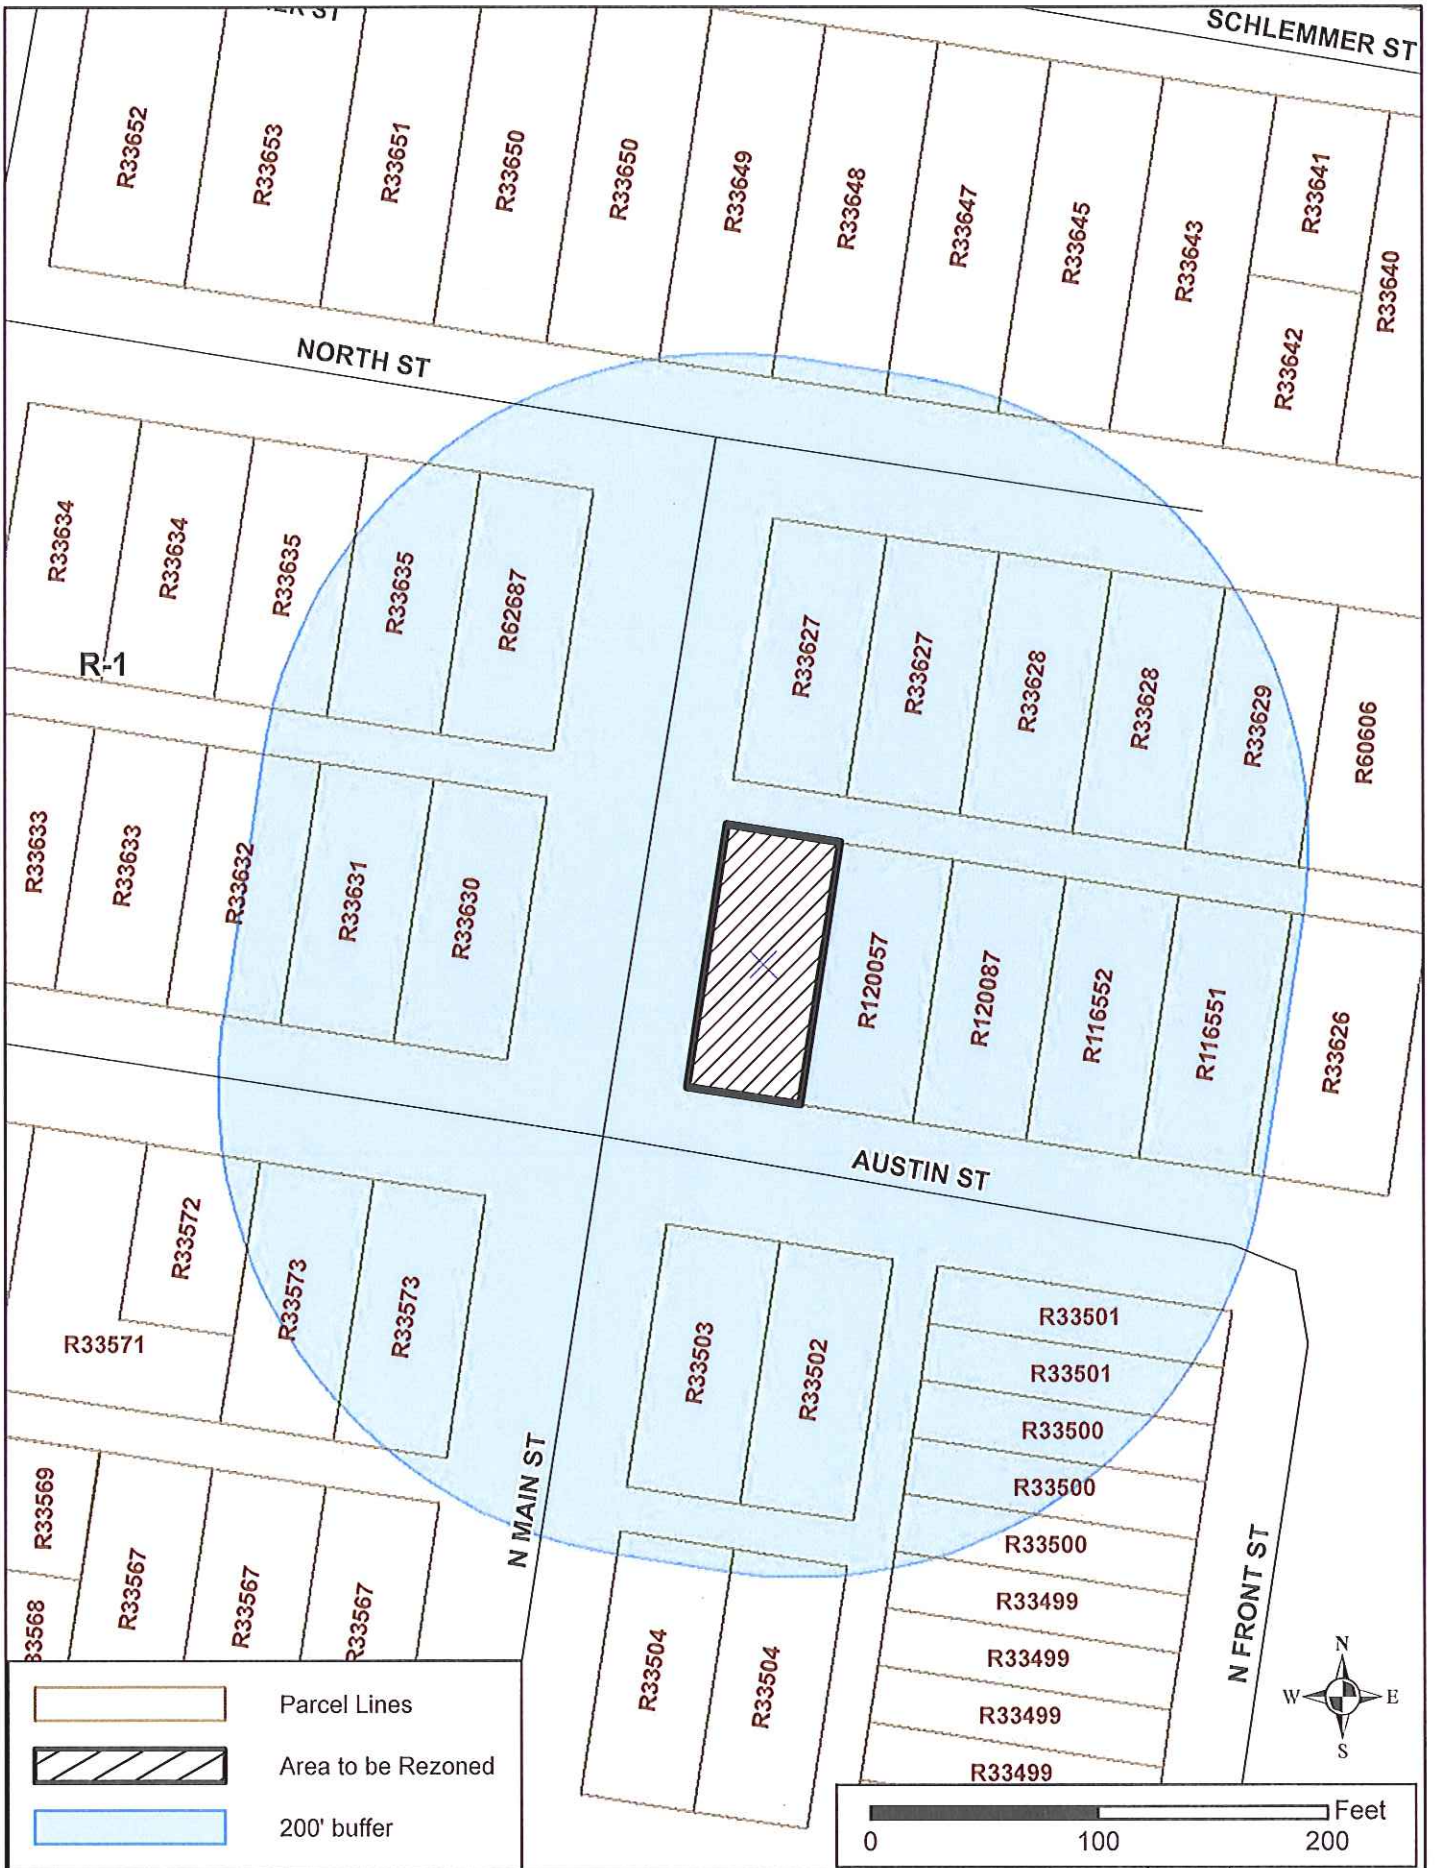 SCHLEMMER ST
R33652
R33653
R33651
R33650
R33650
R33649
R33648
R33647
R33645
R33643
R33641
R33640
R33642
NORTH ST
R33634
R33634
R33635
R33635
R62687
R33627
R33627
R33628
R33628
R33629
R60606
R-1
R33633
R33633
R33632
R33631
R33630
R120057
R120087
R116552
R116551
R33626
AUSTIN ST
R33572
R33573
R33573
R33571
R33503
R33502
R33501
R33501
R33500
R33500
R33500
R33499
R33499
R33499
R33499
N MAIN ST
N FRONT ST
R33569
33568
R33567
R33567
R33567
R33504
R33504
Parcel Lines
Area to be Rezoned
200' buffer
N
W E
S
Feet
0 100 200